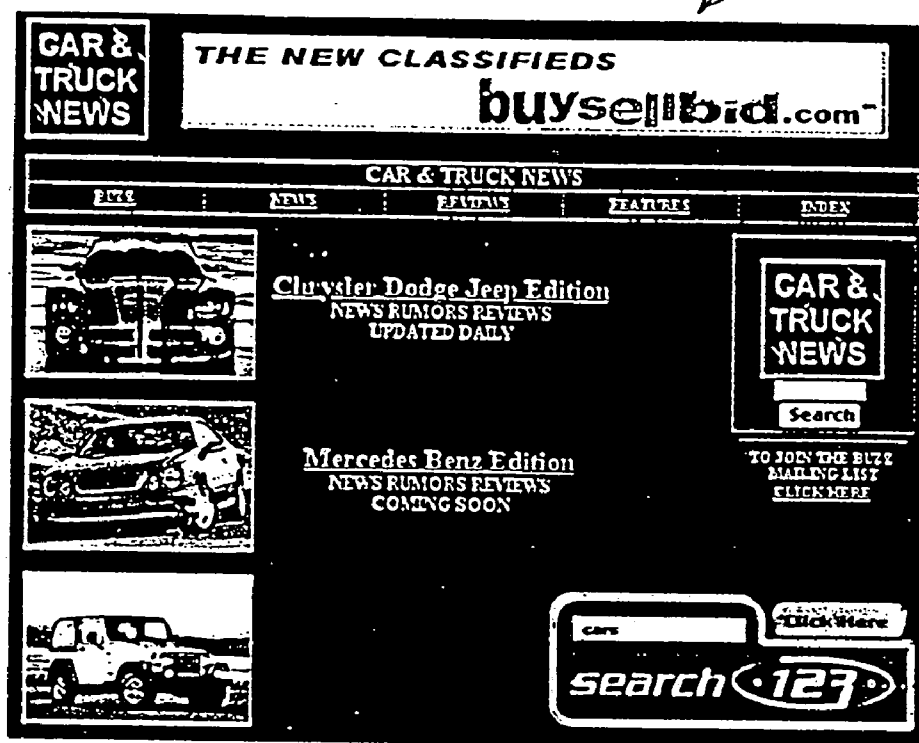 CAR &
TRUCK
NEWS
THE NEW CLASSIFIEDS
buysellbid.com
CAR & TRUCK NEWS
BUZZ NEWS REVIEWS FEATURES INDEX
Chrysler Dodge Jeep Edition
NEWS RUMORS REVIEWS
UPDATED DAILY
CAR &
TRUCK
NEWS
Search
Mercedes Benz Edition
NEWS RUMORS REVIEWS
COMING SOON
TO JOIN THE BUZZ
MAILING LIST
CLICK HERE
cars
Click Here
search 123